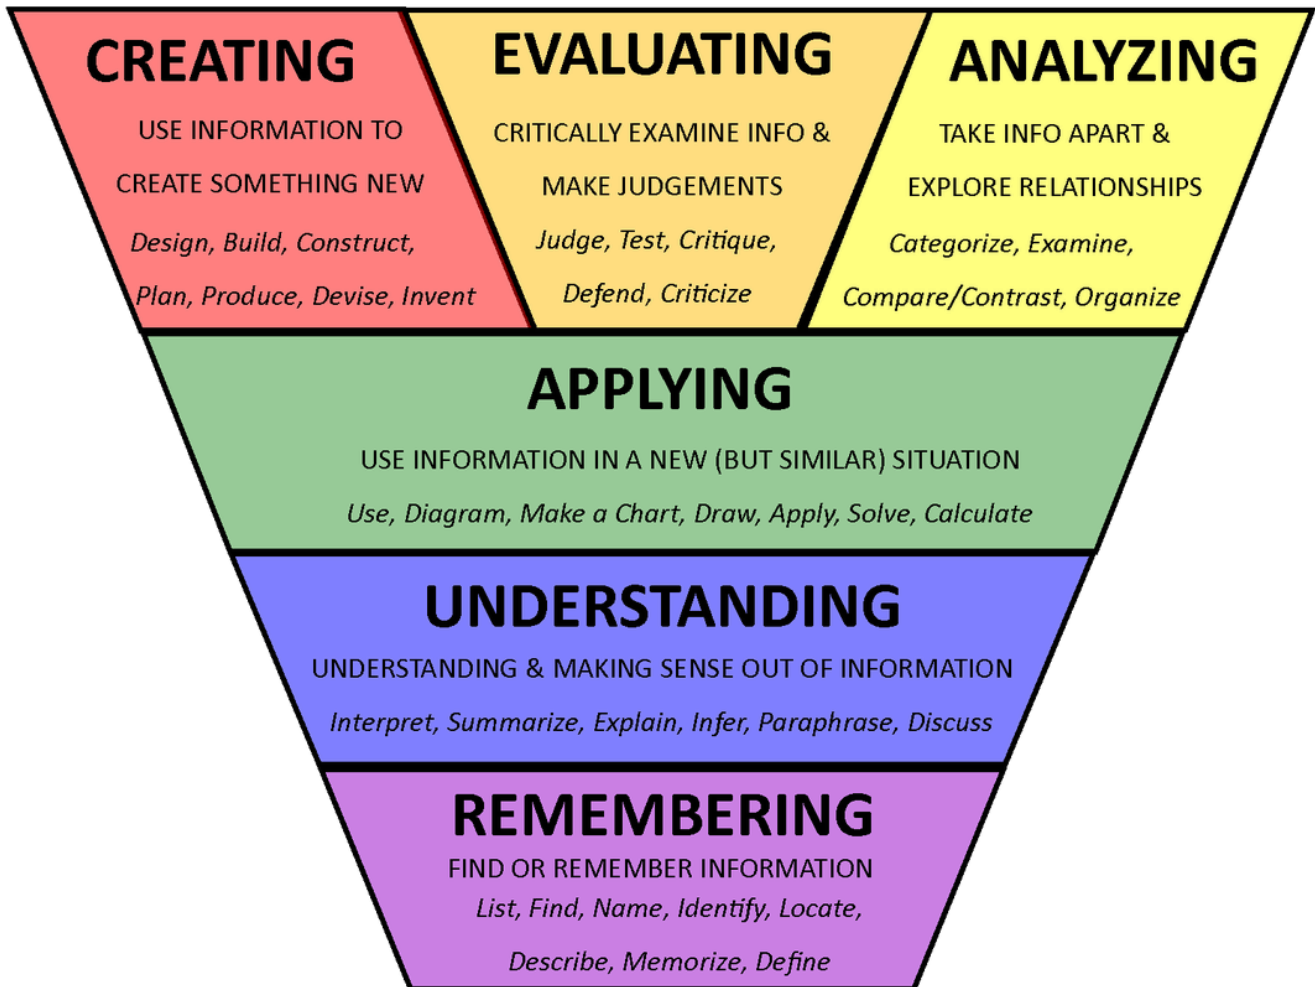 CREATING
USE INFORMATION TO
CREATE SOMETHING NEW
Design, Build, Construct,
Plan, Produce, Devise, Invent
EVALUATING
CRITICALLY EXAMINE INFO &
MAKE JUDGEMENTS
Judge, Test, Critique,
Defend, Criticize
ANALYZING
TAKE INFO APART &
EXPLORE RELATIONSHIPS
Categorize, Examine,
Compare/Contrast, Organize
APPLYING
USE INFORMATION IN A NEW (BUT SIMILAR) SITUATION
Use, Diagram, Make a Chart, Draw, Apply, Solve, Calculate
UNDERSTANDING
UNDERSTANDING & MAKING SENSE OUT OF INFORMATION
Interpret, Summarize, Explain, Infer, Paraphrase, Discuss
REMEMBERING
FIND OR REMEMBER INFORMATION
List, Find, Name, Identify, Locate,
Describe, Memorize, Define